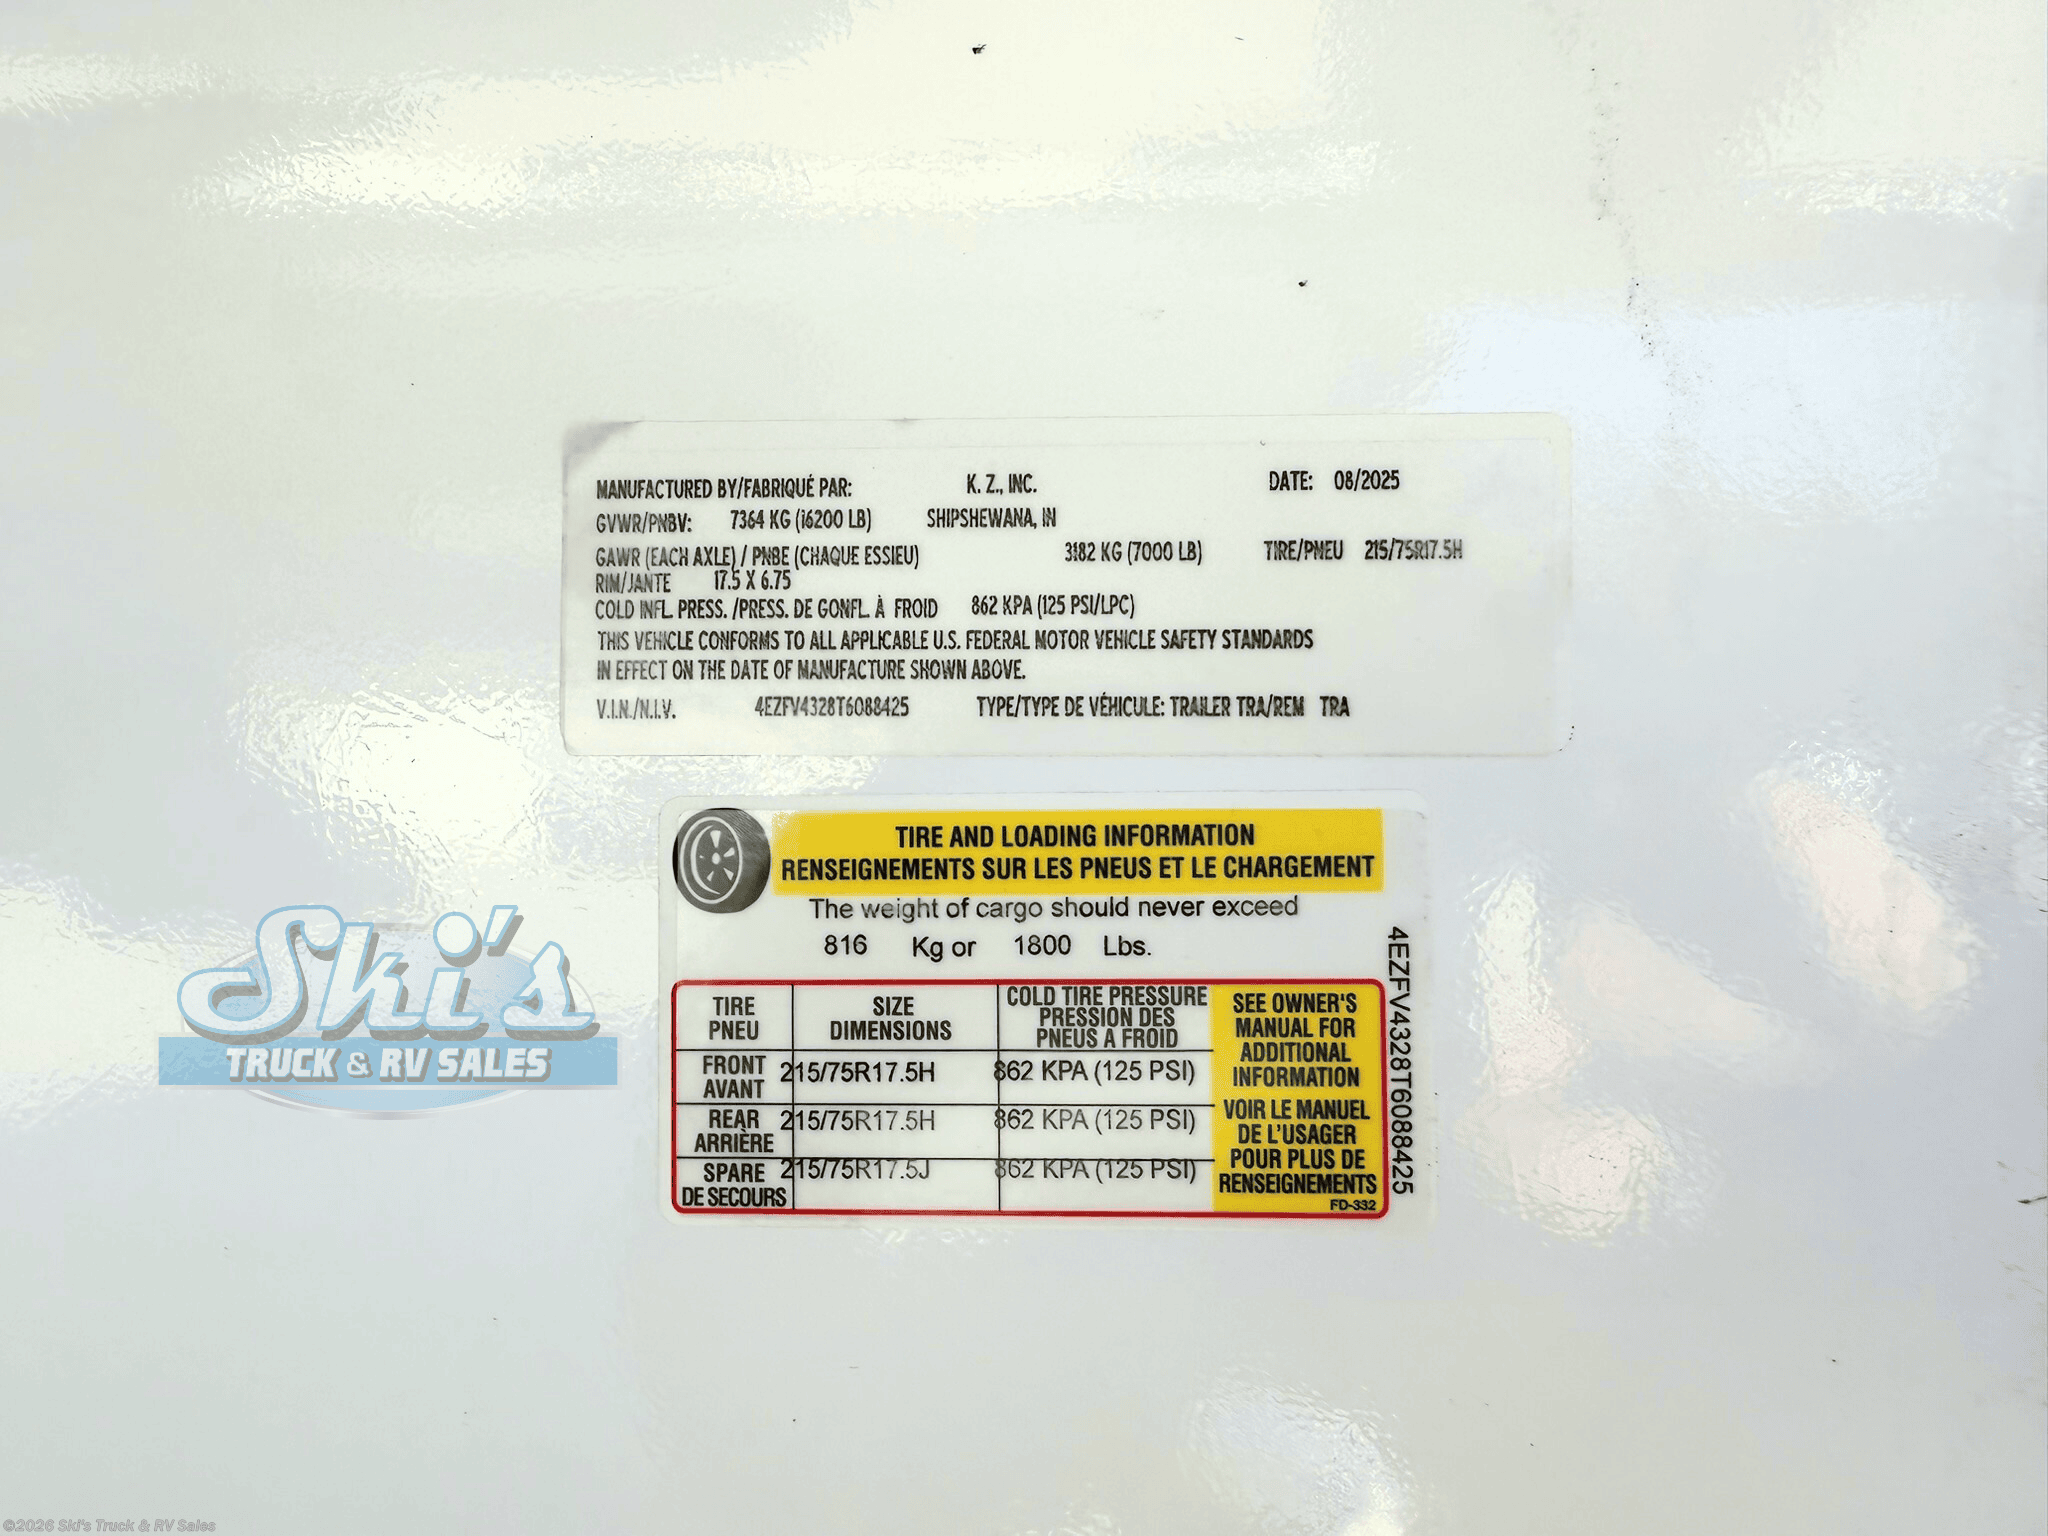 MANUFACTURED BY/FABRIQUÉ PAR: K. Z., INC. DATE: 08/2025
GVWR/PNBV: 7364 KG (16200 LB) SHIPSHEWANA, IN
GAWR (EACH AXLE) / PNBE (CHAQUE ESSIEU) 3182 KG (7000 LB) TIRE/PNEU 215/75R17.5H
RIM/JANTE 17.5 X 6.75
COLD INFL. PRESS. /PRESS. DE GONFL. À FROID 862 KPA (125 PSI/LPC)
THIS VEHICLE CONFORMS TO ALL APPLICABLE U.S. FEDERAL MOTOR VEHICLE SAFETY STANDARDS
IN EFFECT ON THE DATE OF MANUFACTURE SHOWN ABOVE.
V.I.N./N.I.V. 4EZFV4328T6088425 TYPE/TYPE DE VÉHICULE: TRAILER TRA/REM TRA
TIRE AND LOADING INFORMATION
RENSEIGNEMENTS SUR LES PNEUS ET LE CHARGEMENT
The weight of cargo should never exceed
816 Kg or 1800 Lbs.
TIRE
PNEU
SIZE
DIMENSIONS
COLD TIRE PRESSURE
PRESSION DES
PNEUS A FROID
FRONT
AVANT
215/75R17.5H
862 KPA (125 PSI)
REAR
ARRIÈRE
215/75R17.5H
862 KPA (125 PSI)
SPARE
DE SECOURS
215/75R17.5J
862 KPA (125 PSI)
SEE OWNER'S
MANUAL FOR
ADDITIONAL
INFORMATION
VOIR LE MANUEL
DE L'USAGER
POUR PLUS DE
RENSEIGNEMENTS
FD-332
4EZFV4328T6088425
Ski's
TRUCK & RV SALES
©2026 Ski's Truck & RV Sales